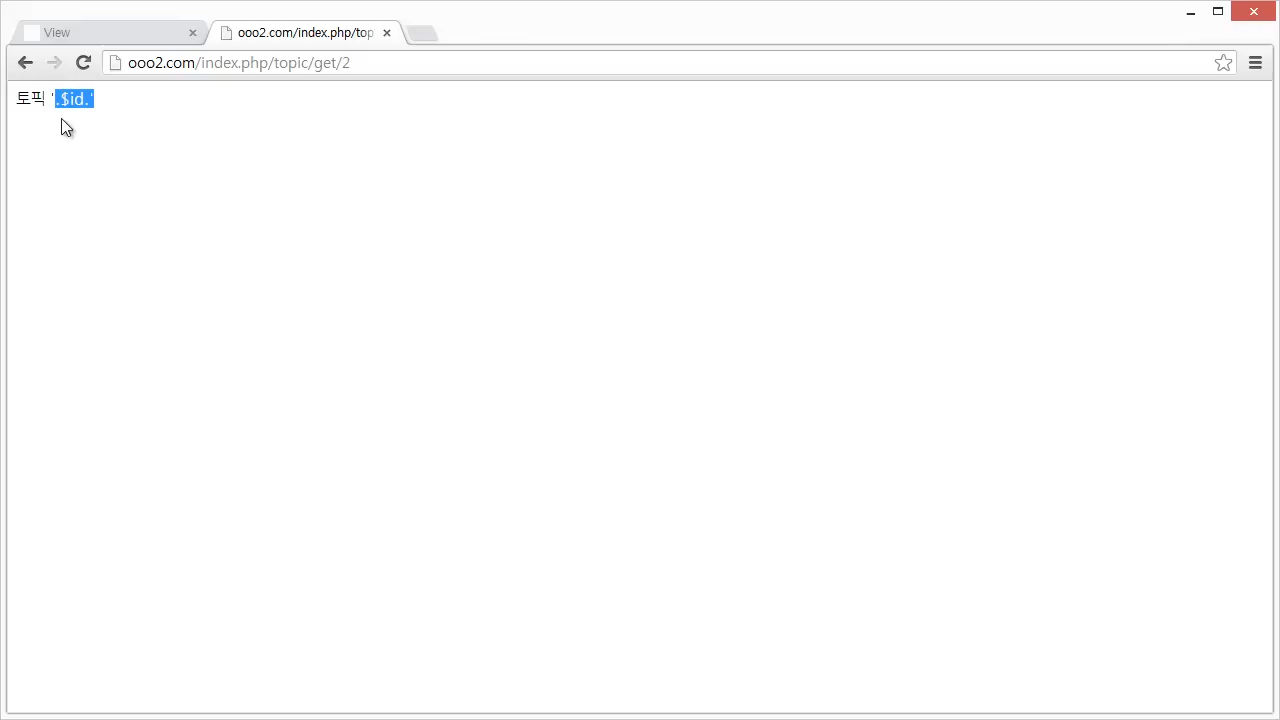 View
ooo2.com/index.php/top
ooo2.com/index.php/topic/get/2
토픽 '.$id.'